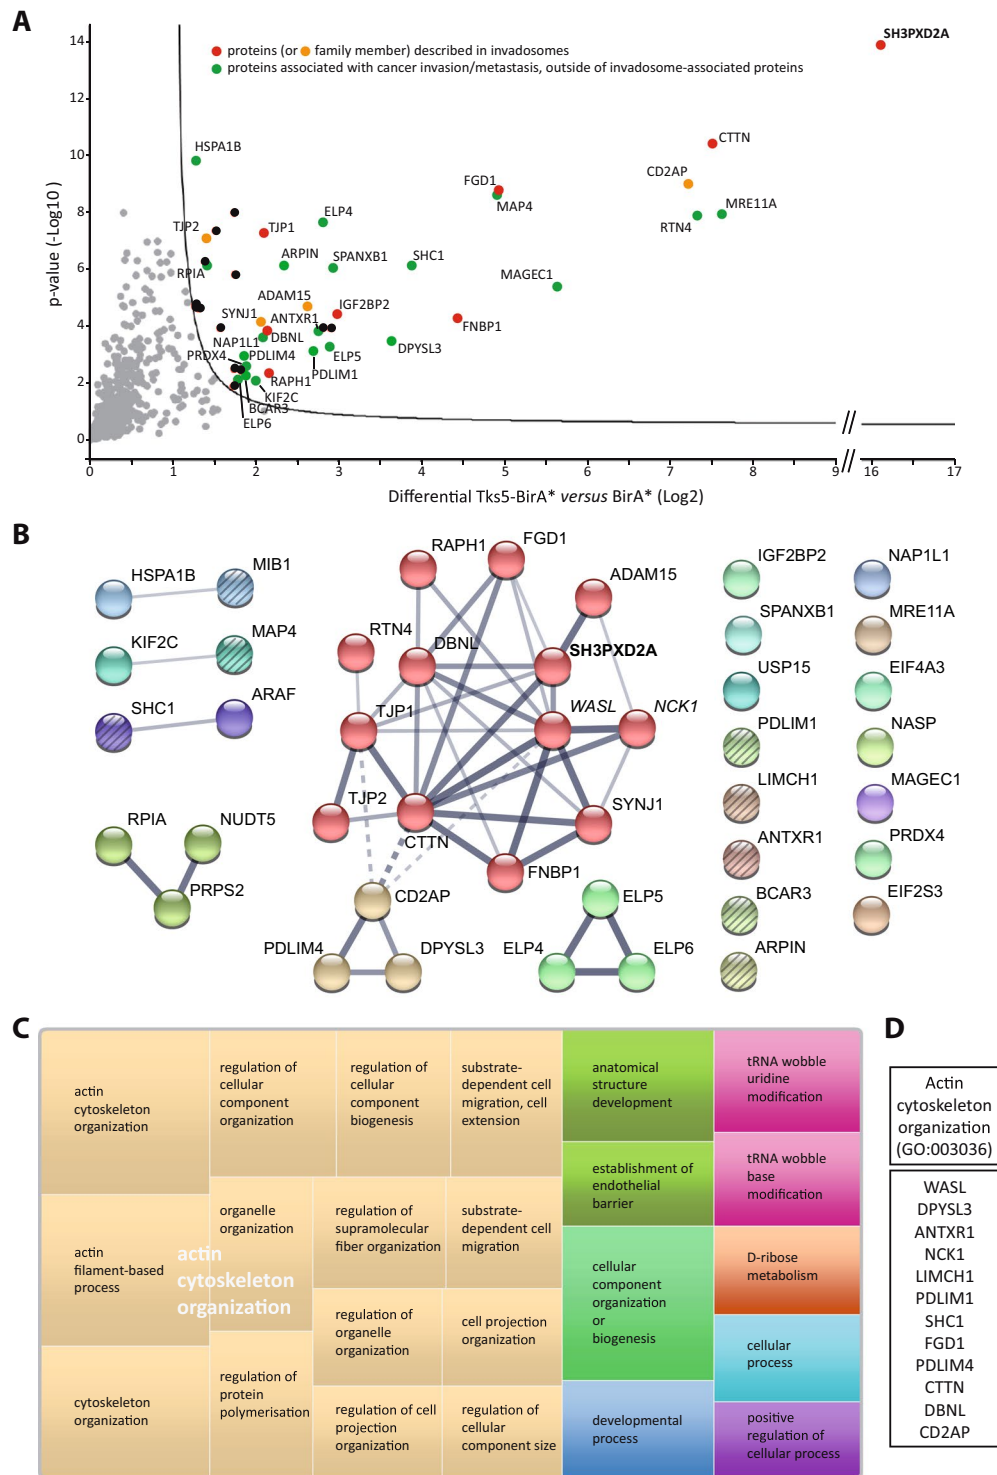 A
14
12
10
8
6
4
2
0
p-value (-Log10 )
proteins (or family member) described in invadosomes
proteins associated with cancer invasion/metastasis, outside of invadosome-associated proteins
SH3PXD2A
CTTN
HSPA1B
CD2AP
FGD1
MAP4
MRE11A
RTN4
ELP4
TJP2
TJP1
ARPIN
SPANXB1
SHC1
RPIA
MAGEC1
ADAM15
IGF2BP2
SYNJ1
ANTXR1
FNBP1
NAP1L1
DBNL
DPYSL3
PRDX4
PDLIM4
ELP5
PDLIM1
RAPH1
KIF2C
BCAR3
ELP6
0
1
2
3
4
5
6
7
8
9
16
17
Differential Tks5-BirA* versus BirA* (Log2)
B
HSPA1B
MIB1
KIF2C
MAP4
SHC1
ARAF
RPIA
NUDT5
PRPS2
RAPH1
FGD1
ADAM15
RTN4
DBNL
SH3PXD2A
TJP1
WASL
NCK1
TJP2
CTTN
SYNJ1
FNBP1
CD2AP
PDLIM4
DPYSL3
ELP5
ELP4
ELP6
IGF2BP2
NAP1L1
SPANXB1
MRE11A
USP15
EIF4A3
PDLIM1
NASP
LIMCH1
MAGEC1
ANTXR1
PRDX4
BCAR3
EIF2S3
ARPIN
C
actin
cytoskeleton
organization
actin
filament-based
process
cytoskeleton
organization
regulation of
cellular
component
organization
regulation of
cellular
component
biogenesis
substrate-
dependent cell
migration, cell
extension
organelle
organization
regulation of
supramolecular
fiber organization
substrate-
dependent cell
migration
actin
cytoskeleton
organization
regulation of
organelle
organization
cell projection
organization
regulation of
protein
polymerisation
regulation of cell
projection
organization
regulation of
cellular
component size
anatomical
structure
development
establishment of
endothelial
barrier
cellular
component
organization
or
biogenesis
developmental
process
tRNA wobble
uridine
modification
tRNA wobble
base
modification
D-ribose
metabolism
cellular
process
positive
regulation of
cellular process
D
Actin
cytoskeleton
organization
(GO:003036)
WASL
DPYSL3
ANTXR1
NCK1
LIMCH1
PDLIM1
SHC1
FGD1
PDLIM4
CTTN
DBNL
CD2AP